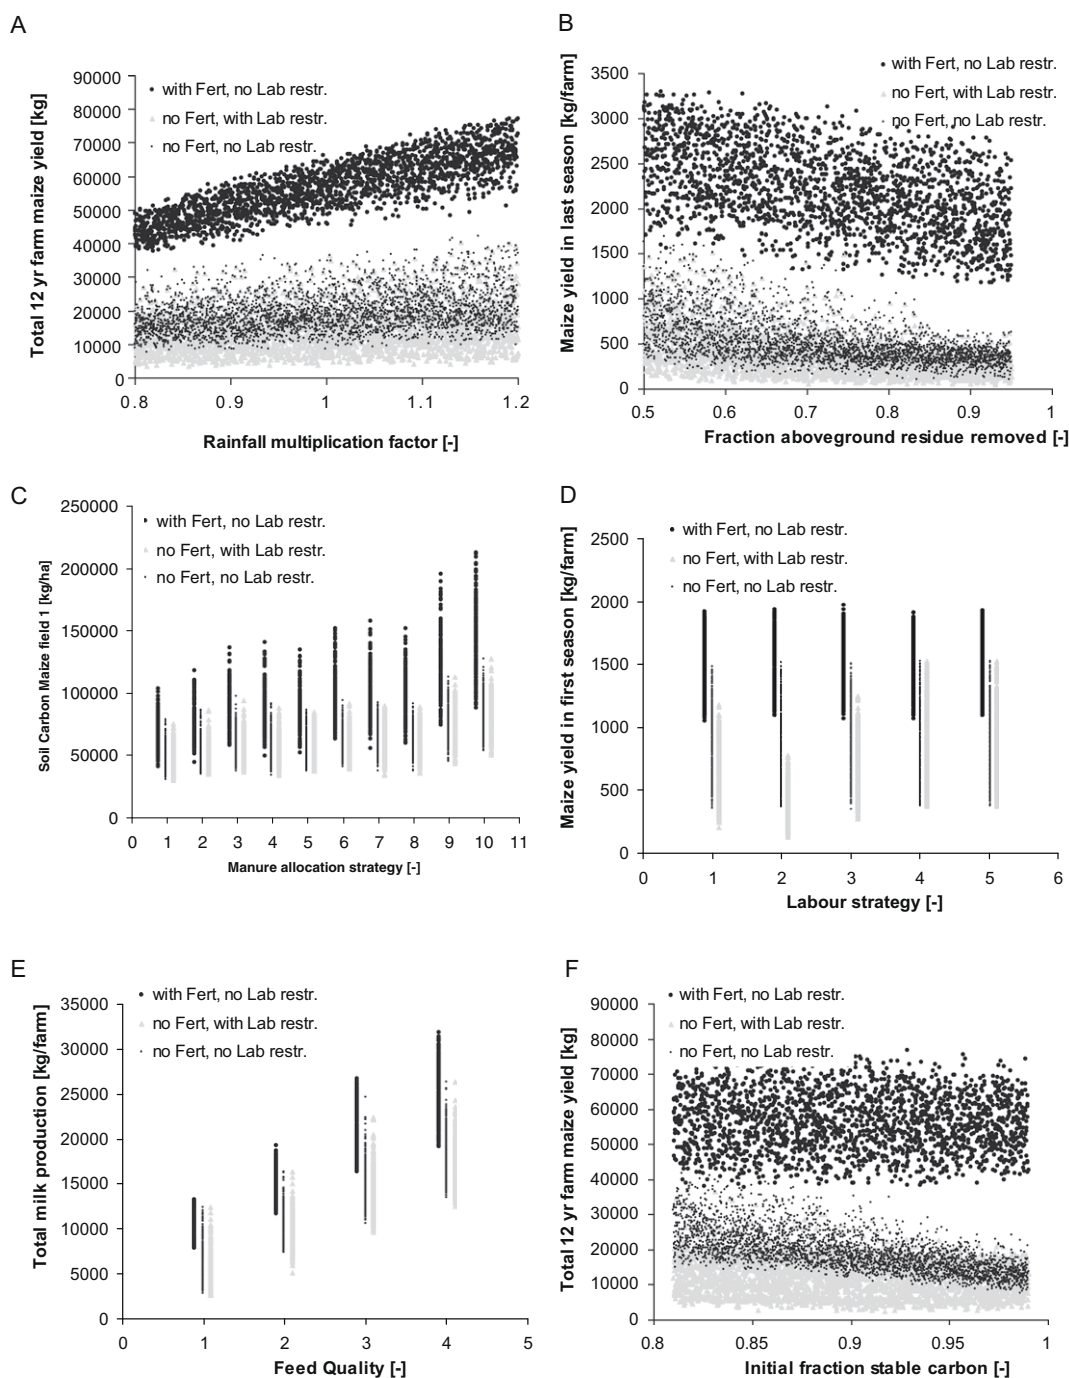 A
Total 12 yr farm maize yield [kg]
90000
80000
70000
60000
50000
40000
30000
20000
10000
0
with Fert, no Lab restr.
no Fert, with Lab restr.
no Fert, no Lab restr.
0.8 0.9 1 1.1 1.2
Rainfall multiplication factor [-]
B
Maize yield in last season [kg/farm]
3500
3000
2500
2000
1500
1000
500
0
with Fert, no Lab restr.
no Fert, with Lab restr.
no Fert, no Lab restr.
0.5 0.6 0.7 0.8 0.9 1
Fraction aboveground residue removed [-]
C
Soil Carbon Maize field 1 [kg/ha]
250000
200000
150000
100000
50000
0
with Fert, no Lab restr.
no Fert, with Lab restr.
no Fert, no Lab restr.
0 1 2 3 4 5 6 7 8 9 10 11
Manure allocation strategy [-]
D
Maize yield in first season [kg/farm]
2500
2000
1500
1000
500
0
with Fert, no Lab restr.
no Fert, with Lab restr.
no Fert, no Lab restr.
0 1 2 3 4 5 6
Labour strategy [-]
E
Total milk production [kg/farm]
35000
30000
25000
20000
15000
10000
5000
0
with Fert, no Lab restr.
no Fert, with Lab restr.
no Fert, no Lab restr.
0 1 2 3 4 5
Feed Quality [-]
F
Total 12 yr farm maize yield [kg]
90000
80000
70000
60000
50000
40000
30000
20000
10000
0
with Fert, no Lab restr.
no Fert, with Lab restr.
no Fert, no Lab restr.
0.8 0.85 0.9 0.95 1
Initial fraction stable carbon [-]